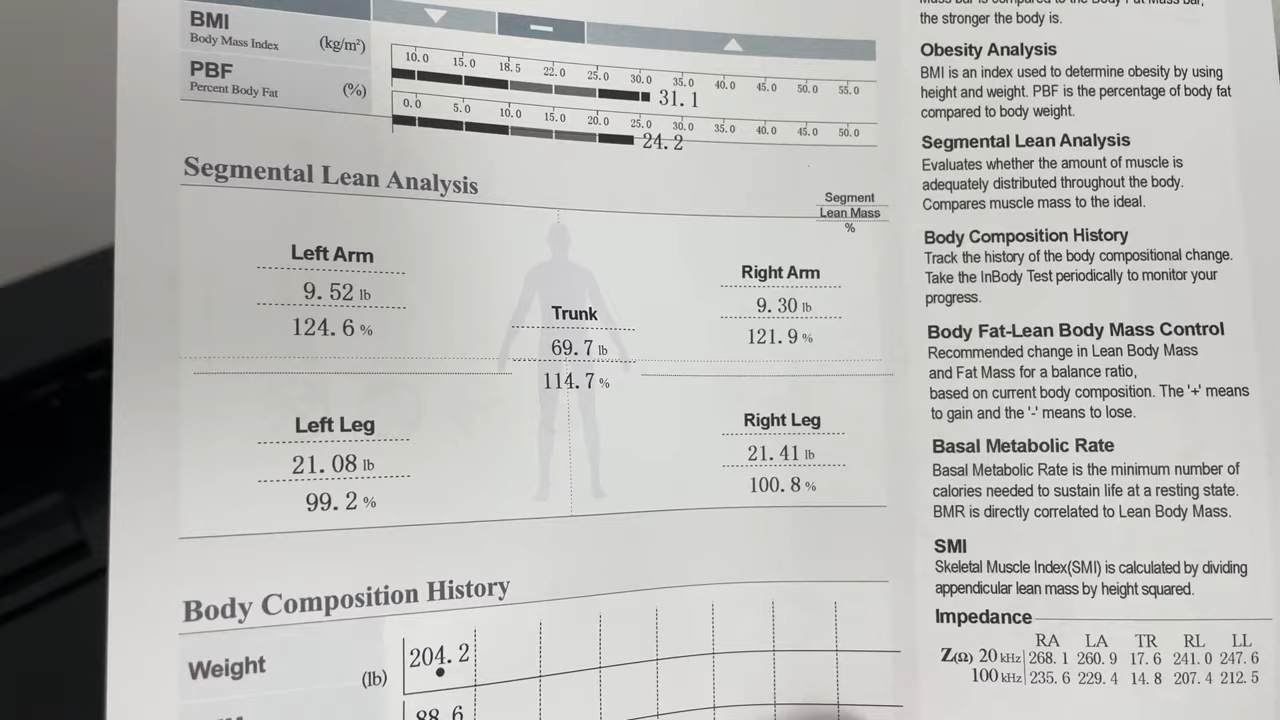 BMI
Body Mass Index (kg/m²)
10.0 15.0 18.5 22.0 25.0 30.0 35.0 40.0 45.0 50.0 55.0
31.1
PBF
Percent Body Fat (%)
0.0 5.0 10.0 15.0 20.0 25.0 30.0 35.0 40.0 45.0 50.0
24.2
Segmental Lean Analysis
Segment
Lean Mass
%
Left Arm
9.52 lb
124.6 %
Right Arm
9.30 lb
121.9 %
Trunk
69.7 lb
114.7 %
Left Leg
21.08 lb
99.2 %
Right Leg
21.41 lb
100.8 %
Body Composition History
Weight (lb)
204.2
88.6
the stronger the body is.
Obesity Analysis
BMI is an index used to determine obesity by using
height and weight. PBF is the percentage of body fat
compared to body weight.
Segmental Lean Analysis
Evaluates whether the amount of muscle is
adequately distributed throughout the body.
Compares muscle mass to the ideal.
Body Composition History
Track the history of the body compositional change.
Take the InBody Test periodically to monitor your
progress.
Body Fat-Lean Body Mass Control
Recommended change in Lean Body Mass
and Fat Mass for a balance ratio,
based on current body composition. The '+' means
to gain and the '-' means to lose.
Basal Metabolic Rate
Basal Metabolic Rate is the minimum number of
calories needed to sustain life at a resting state.
BMR is directly correlated to Lean Body Mass.
SMI
Skeletal Muscle Index(SMI) is calculated by dividing
appendicular lean mass by height squared.
Impedance
RA LA TR RL LL
Z(Ω) 20 kHz 268.1 260.9 17.6 241.0 247.6
100 kHz 235.6 229.4 14.8 207.4 212.5